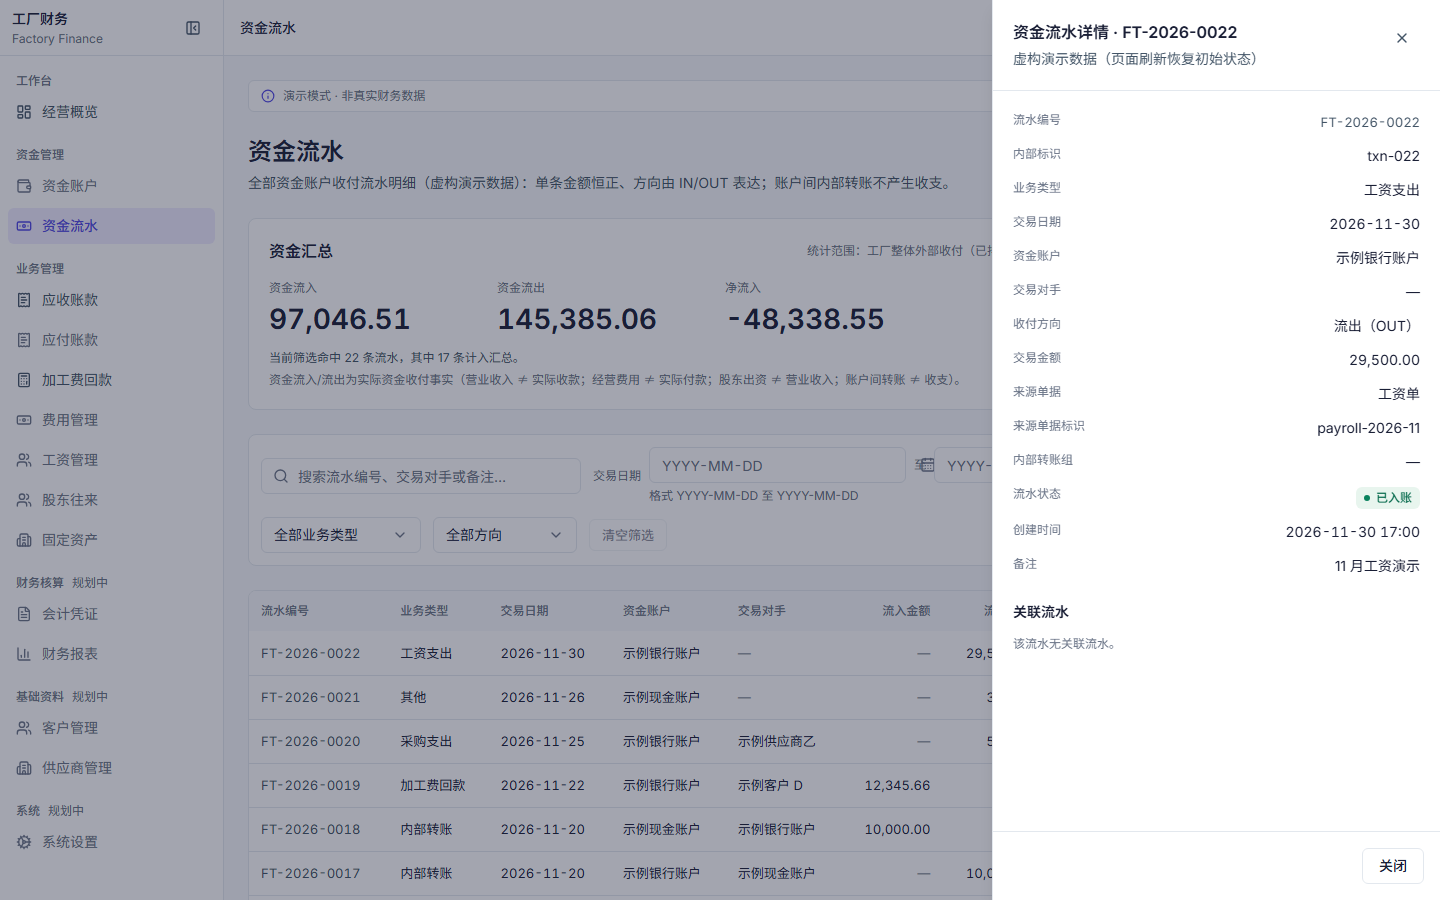 工厂财务
Factory Finance
工作台
经营概览
资金管理
资金账户
资金流水
业务管理
应收账款
应付账款
加工费回款
费用管理
工资管理
股东往来
固定资产
财务核算 规划中
会计凭证
财务报表
基础资料 规划中
客户管理
供应商管理
系统 规划中
系统设置
资金流水
演示模式 · 非真实财务数据
资金流水
全部资金账户收付流水明细（虚构演示数据）：单条金额恒正、方向由 IN/OUT 表达；账户间内部转账不产生收支。
资金汇总
统计范围：工厂整体外部收付（已
资金流入 资金流出 净流入
97,046.51 145,385.06 -48,338.55
当前筛选命中 22 条流水，其中 17 条计入汇总。
资金流入/流出为实际资金收付事实（营业收入 ≠ 实际收款；经营费用 ≠ 实际付款；股东出资 ≠ 营业收入；账户间转账 ≠ 收支）。
搜索流水编号、交易对手或备注...
交易日期 YYYY-MM-DD 至 YYYY-
格式 YYYY-MM-DD 至 YYYY-MM-DD
全部业务类型 全部方向 清空筛选
流水编号 业务类型 交易日期 资金账户 交易对手 流入金额
FT-2026-0022 工资支出 2026-11-30 示例银行账户 — — 29,5
FT-2026-0021 其他 2026-11-26 示例现金账户 — — 3
FT-2026-0020 采购支出 2026-11-25 示例银行账户 示例供应商乙 — 5
FT-2026-0019 加工费回款 2026-11-22 示例银行账户 示例客户 D 12,345.66
FT-2026-0018 内部转账 2026-11-20 示例现金账户 示例银行账户 10,000.00
FT-2026-0017 内部转账 2026-11-20 示例银行账户 示例现金账户 — 10,0
资金流水详情 · FT-2026-0022
虚构演示数据（页面刷新恢复初始状态）
流水编号 FT-2026-0022
内部标识 txn-022
业务类型 工资支出
交易日期 2026-11-30
资金账户 示例银行账户
交易对手 —
收付方向 流出（OUT）
交易金额 29,500.00
来源单据 工资单
来源单据标识 payroll-2026-11
内部转账组 —
流水状态 已入账
创建时间 2026-11-30 17:00
备注 11 月工资演示
关联流水
该流水无关联流水。
关闭